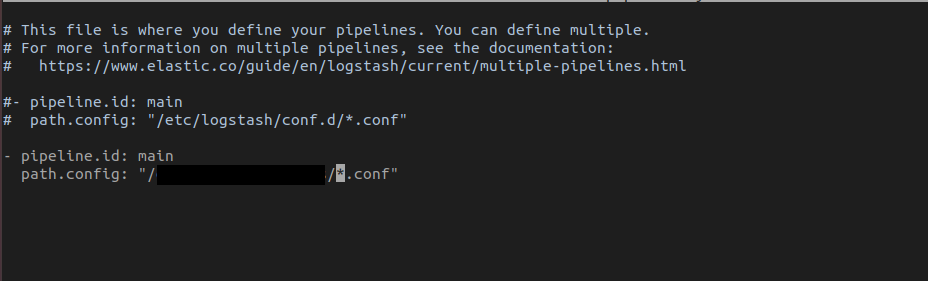 # This file is where you define your pipelines. You can define multiple.
# For more information on multiple pipelines, see the documentation:
#   https://www.elastic.co/guide/en/logstash/current/multiple-pipelines.html
#- pipeline.id: main
#  path.config: "/etc/logstash/conf.d/*.conf"
- pipeline.id: main
  path.config: "/ /*.conf"